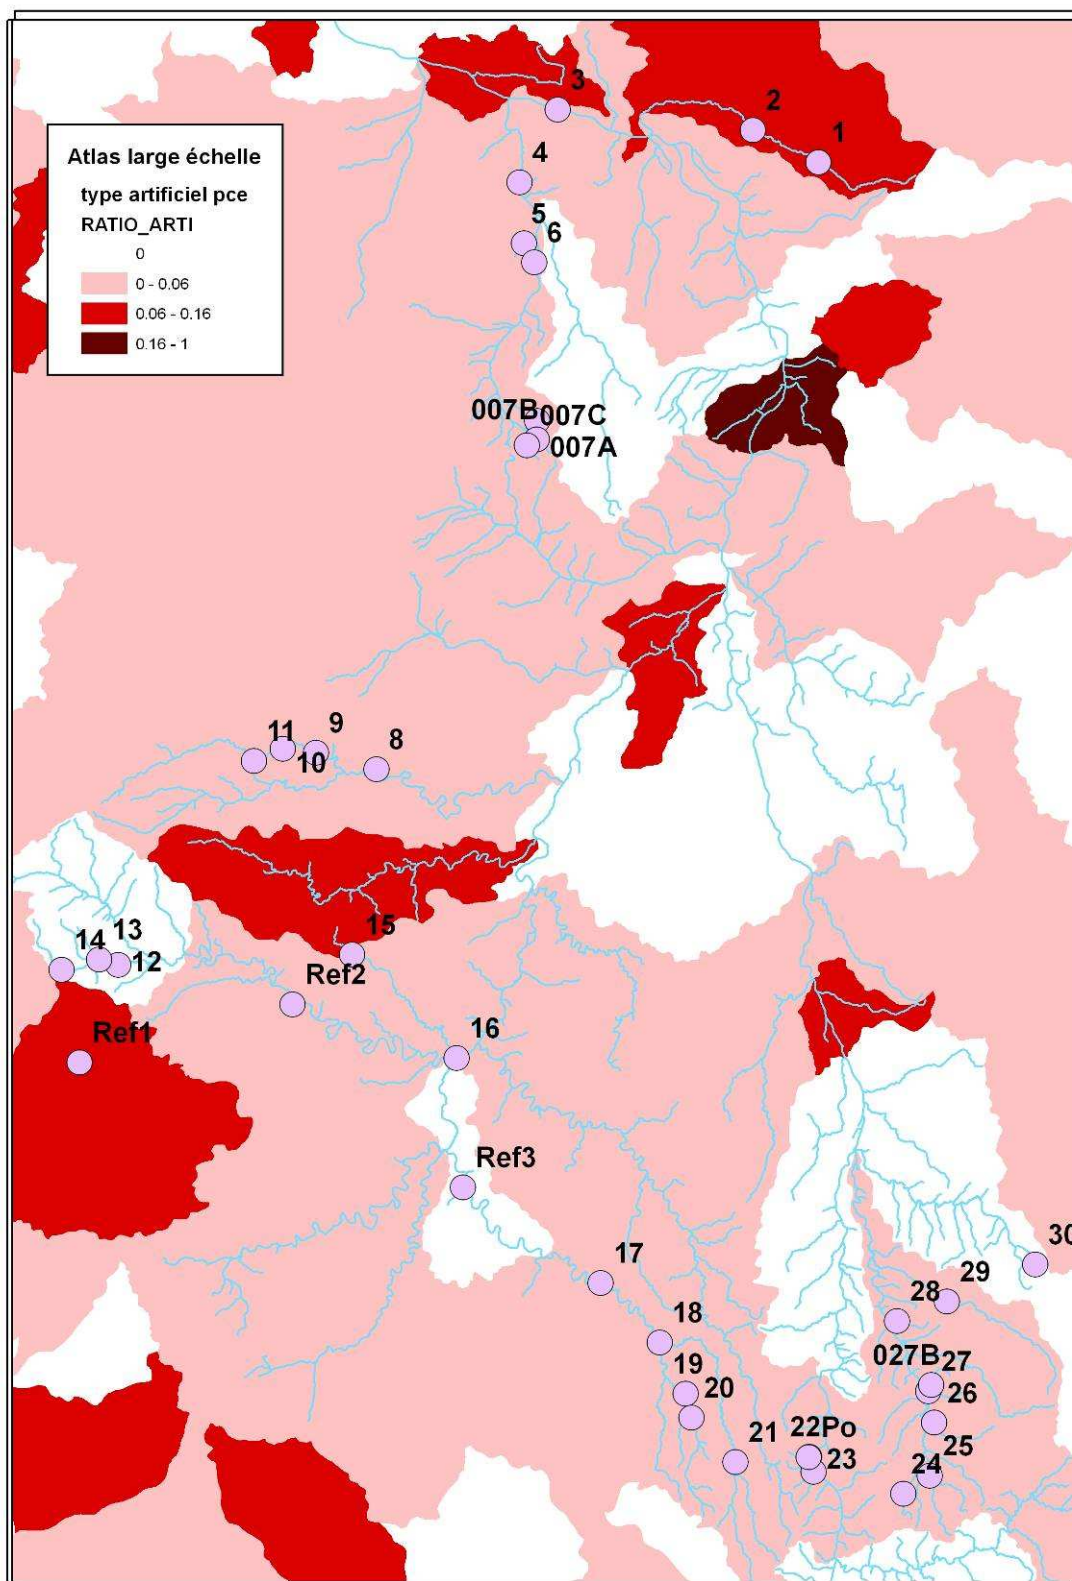 Atlas large échelle
type artificiel pce
RATIO_ARTI
0
0 - 0.06
0.06 - 0.16
0.16 - 1
3
2
1
4
5
6
007B
007C
007A
11
9
8
10
15
13
14
12
Ref2
Ref1
16
Ref3
30
17
29
28
18
027B
27
19
26
20
22Po
21
25
23
24